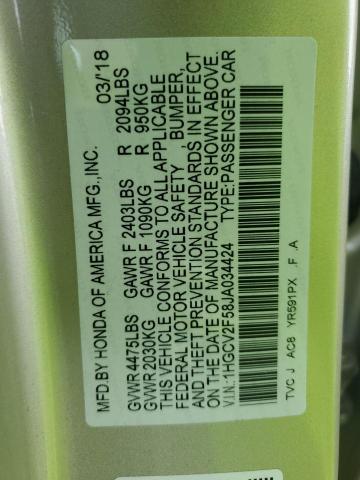 MFD.BY HONDA OF AMERICA MFG.,INC. 03/'18
GVWR 4475LBS GAWR F 2403LBS R 2094LBS
GVWR 2030KG GAWR F 1090KG R 950KG
THIS VEHICLE CONFORMS TO ALL APPLICABLE
FEDERAL MOTOR VEHICLE SAFETY BUMPER,
AND THEFT PREVENTION STANDARDS IN EFFECT
ON THE DATE OF MANUFACTURE SHOWN ABOVE.
V.I.N.:1HGCV2F58JA034424 TYPE:PASSENGER CAR
TVC J AC8 YR591PX .F .A